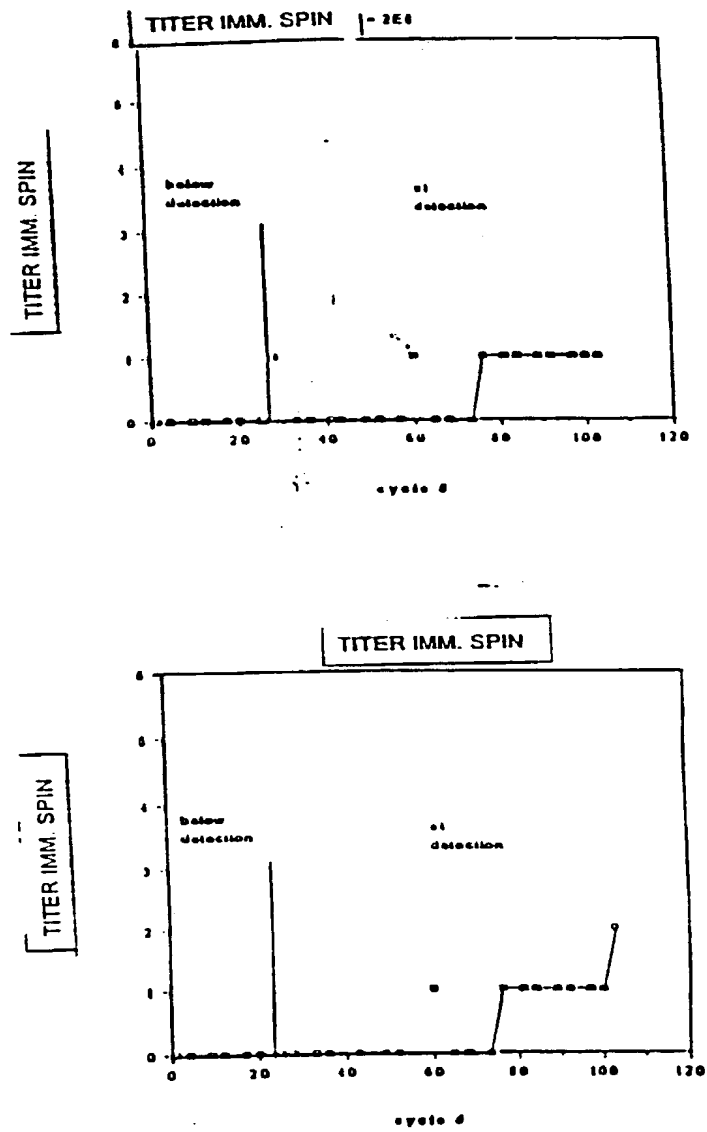 TITER IMM. SPIN
TITER IMM. SPIN
6
4
3
2
1
0
below
detection
at
detection
0 20 40 60 80 100 120
cycle #
TITER IMM. SPIN
TITER IMM. SPIN
6
4
3
2
1
0
below
detection
at
detection
0 20 40 60 80 100 120
cycle #